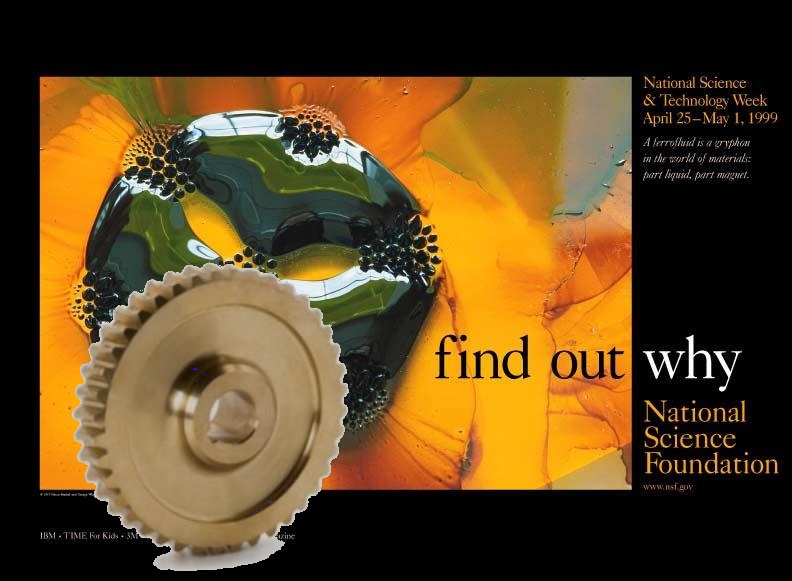 National Science
& Technology Week
April 25–May 1, 1999
A ferrofluid is a gryphon
in the world of materials:
part liquid, part magnet.
find out why
National
Science
Foundation
www.nsf.gov
IBM • TIME For Kids • 3M